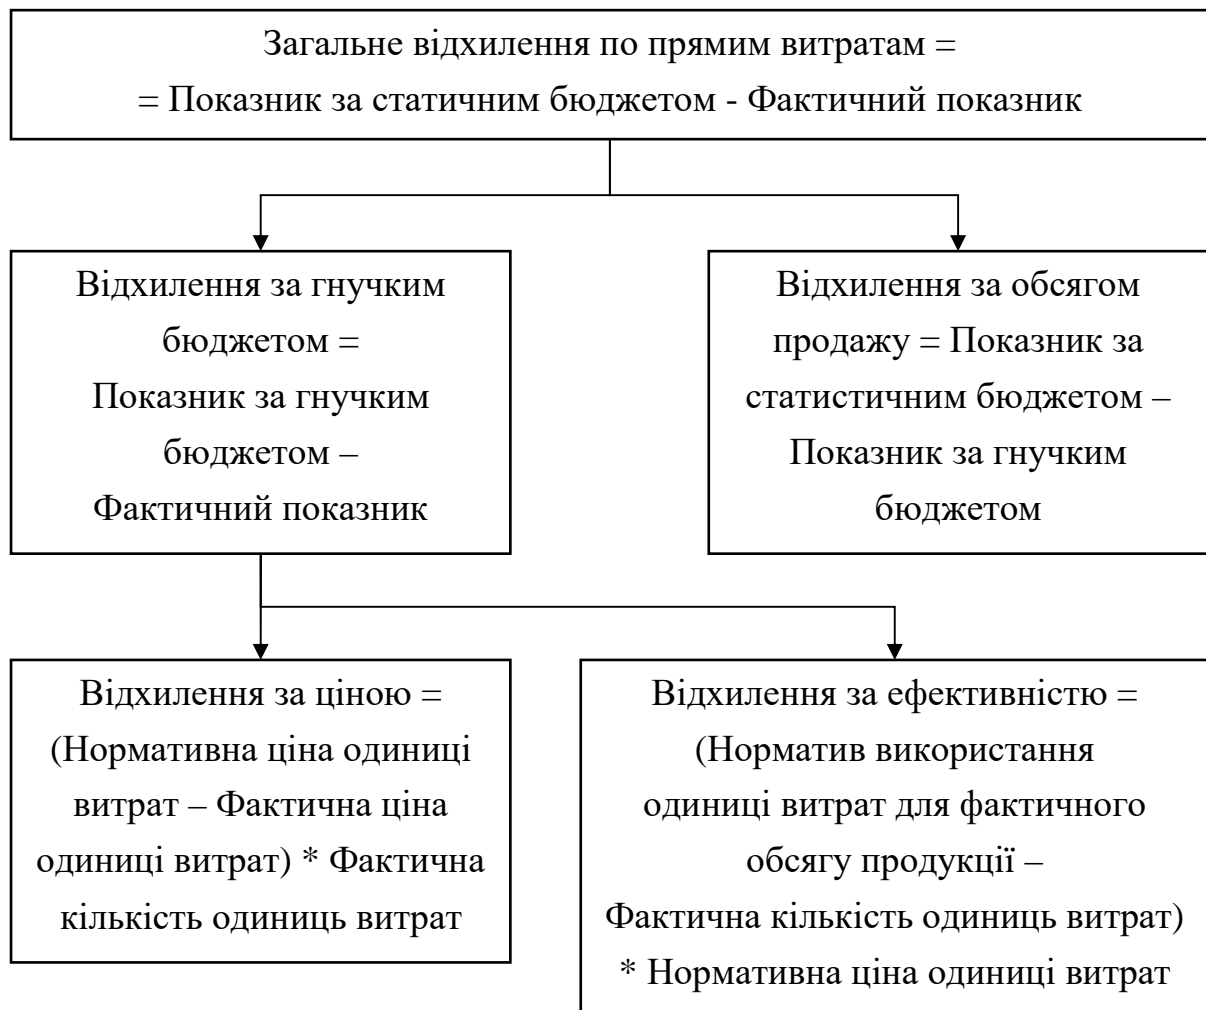 Загальне відхилення по прямим витратам =
= Показник за статичним бюджетом - Фактичний показник
Відхилення за гнучким
бюджетом =
Показник за гнучким
бюджетом –
Фактичний показник
Відхилення за обсягом
продажу = Показник за
статистичним бюджетом –
Показник за гнучким
бюджетом
Відхилення за ціною =
(Нормативна ціна одиниці
витрат – Фактична ціна
одиниці витрат) * Фактична
кількість одиниць витрат
Відхилення за ефективністю =
(Норматив використання
одиниці витрат для фактичного
обсягу продукції –
Фактична кількість одиниць витрат)
* Нормативна ціна одиниці витрат